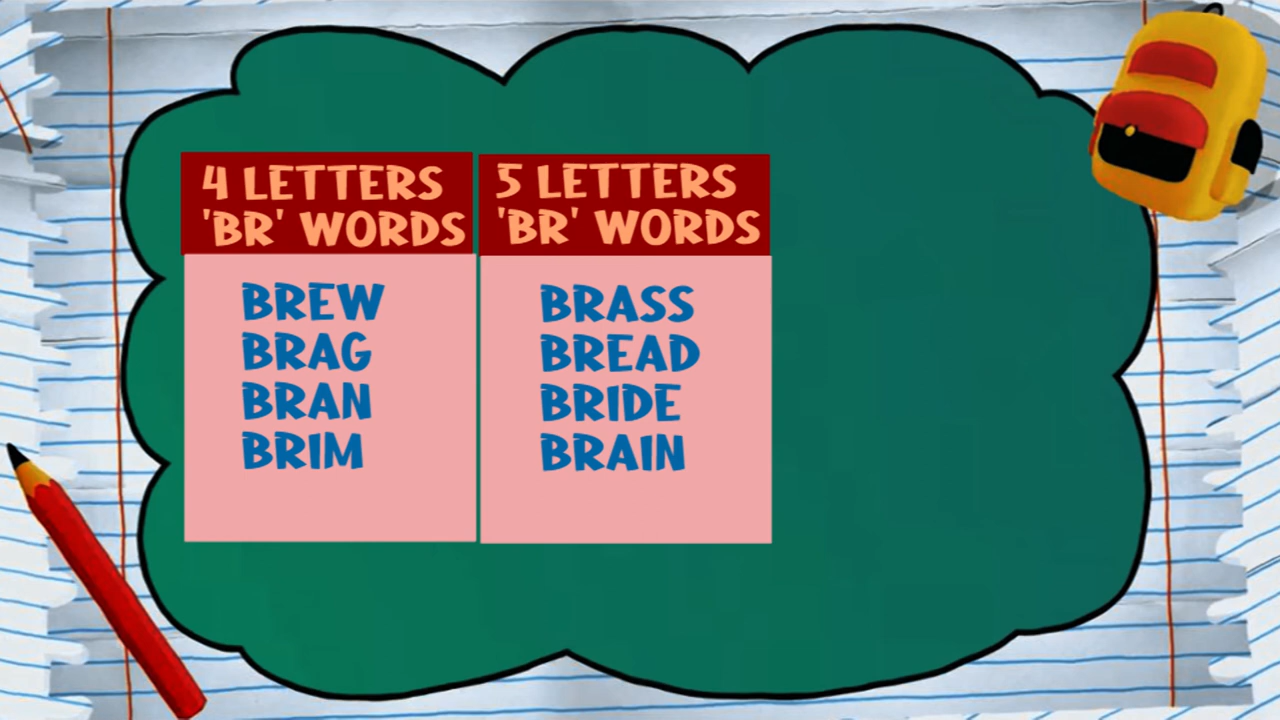 4 LETTERS
'BR' WORDS
BREW
BRAG
BRAN
BRIM
5 LETTERS
'BR' WORDS
BRASS
BREAD
BRIDE
BRAIN